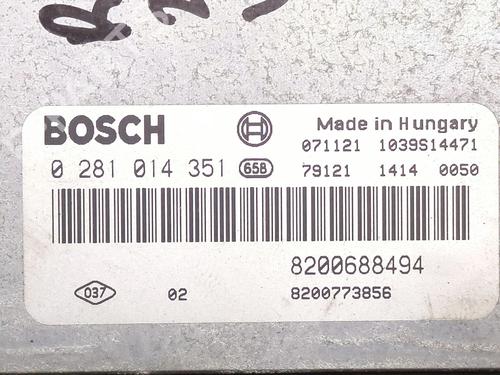 BOSCH
Made in Hungary
071121 1039S14471
0 281 014 351 658 79121 1414 0050
8200688494
037 02 8200773856